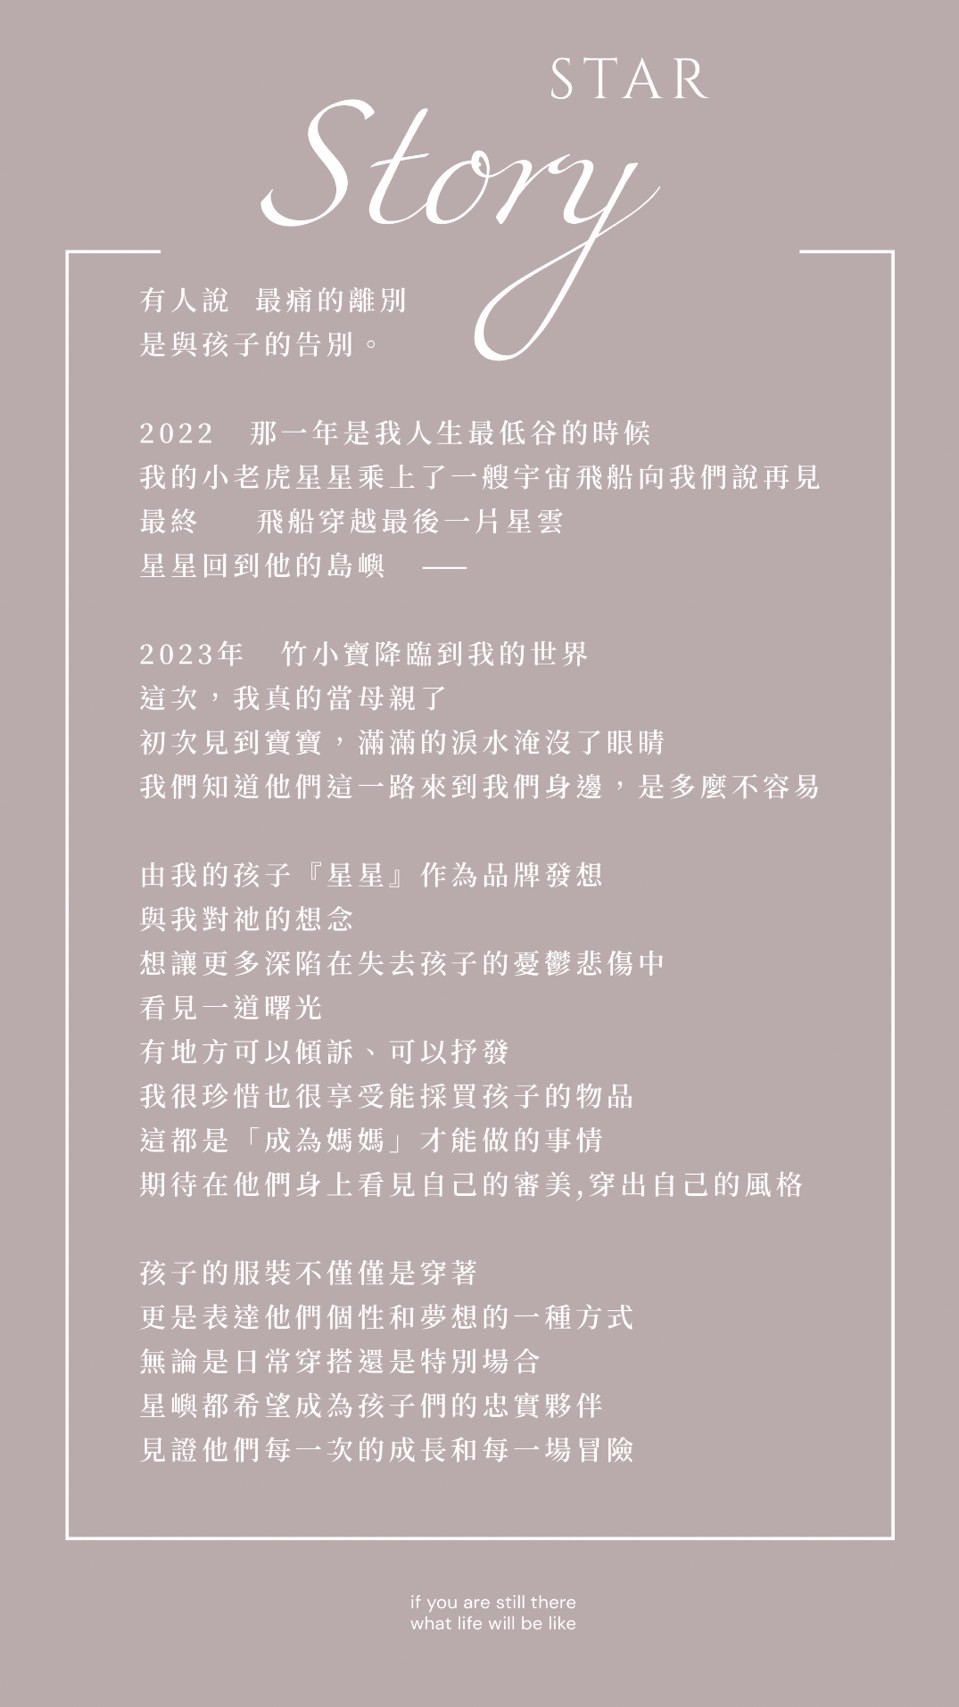 STAR
Story
有人說　最痛的離別
是與孩子的告別。
2022　那一年是我人生最低谷的時候
我的小老虎星星乘上了一艘宇宙飛船向我們說再見
最終　　飛船穿越最後一片星雲
星星回到他的島嶼　——
2023年　竹小寶降臨到我的世界
這次，我真的當母親了
初次見到寶寶，滿滿的淚水淹沒了眼睛
我們知道他們這一路來到我們身邊，是多麼不容易
由我的孩子『星星』作為品牌發想
與我對祂的想念
想讓更多深陷在失去孩子的憂鬱悲傷中
看見一道曙光
有地方可以傾訴、可以抒發
我很珍惜也很享受能採買孩子的物品
這都是「成為媽媽」才能做的事情
期待在他們身上看見自己的審美,穿出自己的風格
孩子的服裝不僅僅是穿著
更是表達他們個性和夢想的一種方式
無論是日常穿搭還是特別場合
星嶼都希望成為孩子們的忠實夥伴
見證他們每一次的成長和每一場冒險
if you are still there
what life will be like